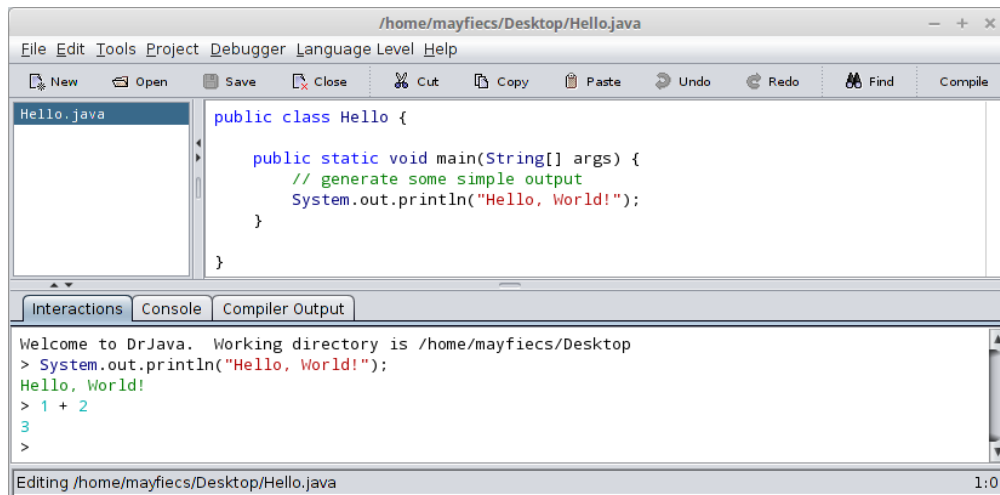 /home/mayfiecs/Desktop/Hello.java
File Edit Tools Project Debugger Language Level Help
New Open Save Close Cut Copy Paste Undo Redo Find Compile
Hello.java
public class Hello {
public static void main(String[] args) {
// generate some simple output
System.out.println("Hello, World!");
}
}
Interactions Console Compiler Output
Welcome to DrJava.  Working directory is /home/mayfiecs/Desktop
> System.out.println("Hello, World!");
Hello, World!
> 1 + 2
3
>
Editing /home/mayfiecs/Desktop/Hello.java 1:0